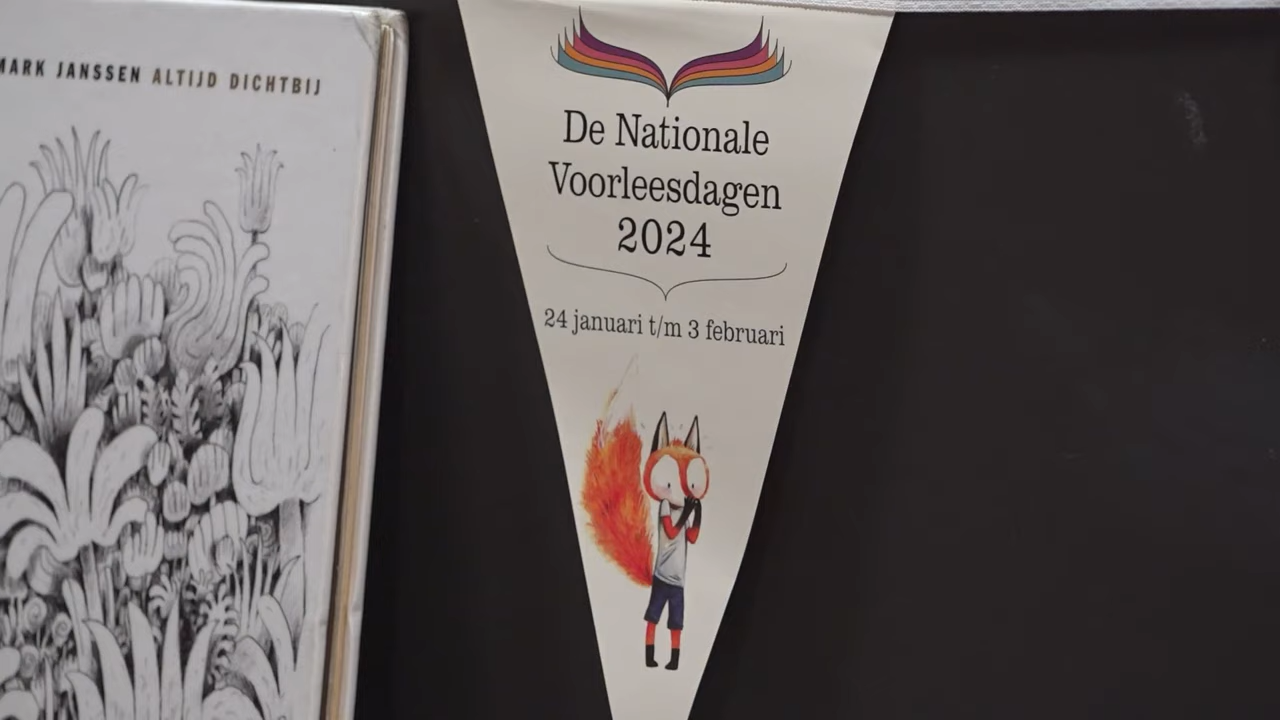 MARK JANSSEN ALTIJD DICHTBIJ
De Nationale
Voorleesdagen
2024
24 januari t/m 3 februari